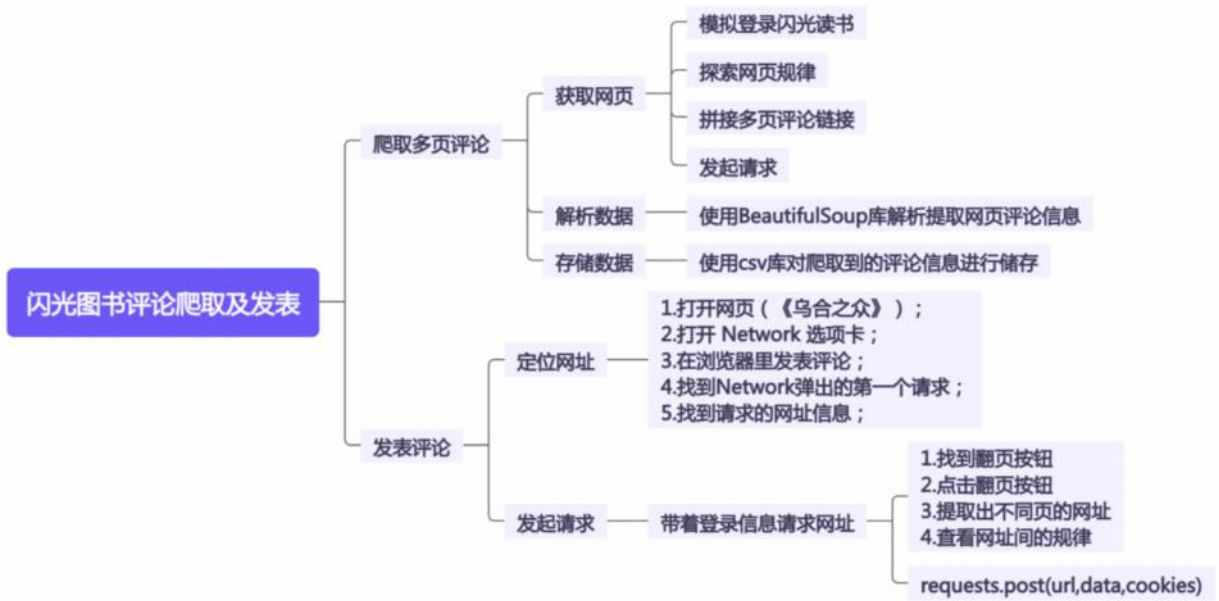 闪光图书评论爬取及发表
爬取多页评论
获取网页
模拟登录闪光读书
探索网页规律
拼接多页评论链接
发起请求
解析数据
使用BeautifulSoup库解析提取网页评论信息
存储数据
使用csv库对爬取到的评论信息进行储存
发表评论
定位网址
1.打开网页（《乌合之众》）;
2.打开 Network 选项卡;
3.在浏览器里发表评论;
4.找到Network弹出的第一个请求;
5.找到请求的网址信息;
发起请求
带着登录信息请求网址
1.找到翻页按钮
2.点击翻页按钮
3.提取出不同页的网址
4.查看网址间的规律
requests.post(url,data,cookies)